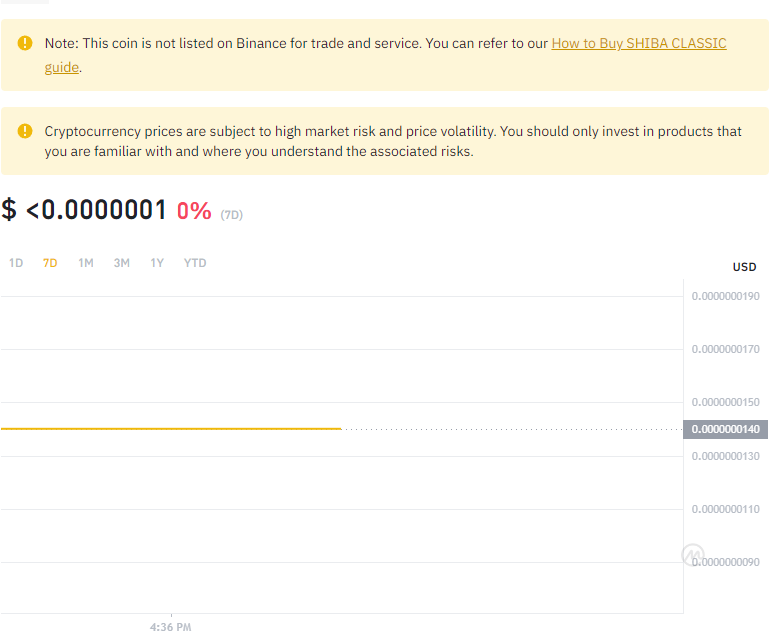 Note: This coin is not listed on Binance for trade and service. You can refer to our How to Buy SHIBA CLASSIC
guide.
Cryptocurrency prices are subject to high market risk and price volatility. You should only invest in products that
you are familiar with and where you understand the associated risks.
$ <0.0000001 0% (7D)
1D 7D 1M 3M 1Y YTD
USD
0.0000000190
0.0000000170
0.0000000150
0.0000000140
0.0000000130
0.0000000110
0.0000000090
4:36 PM